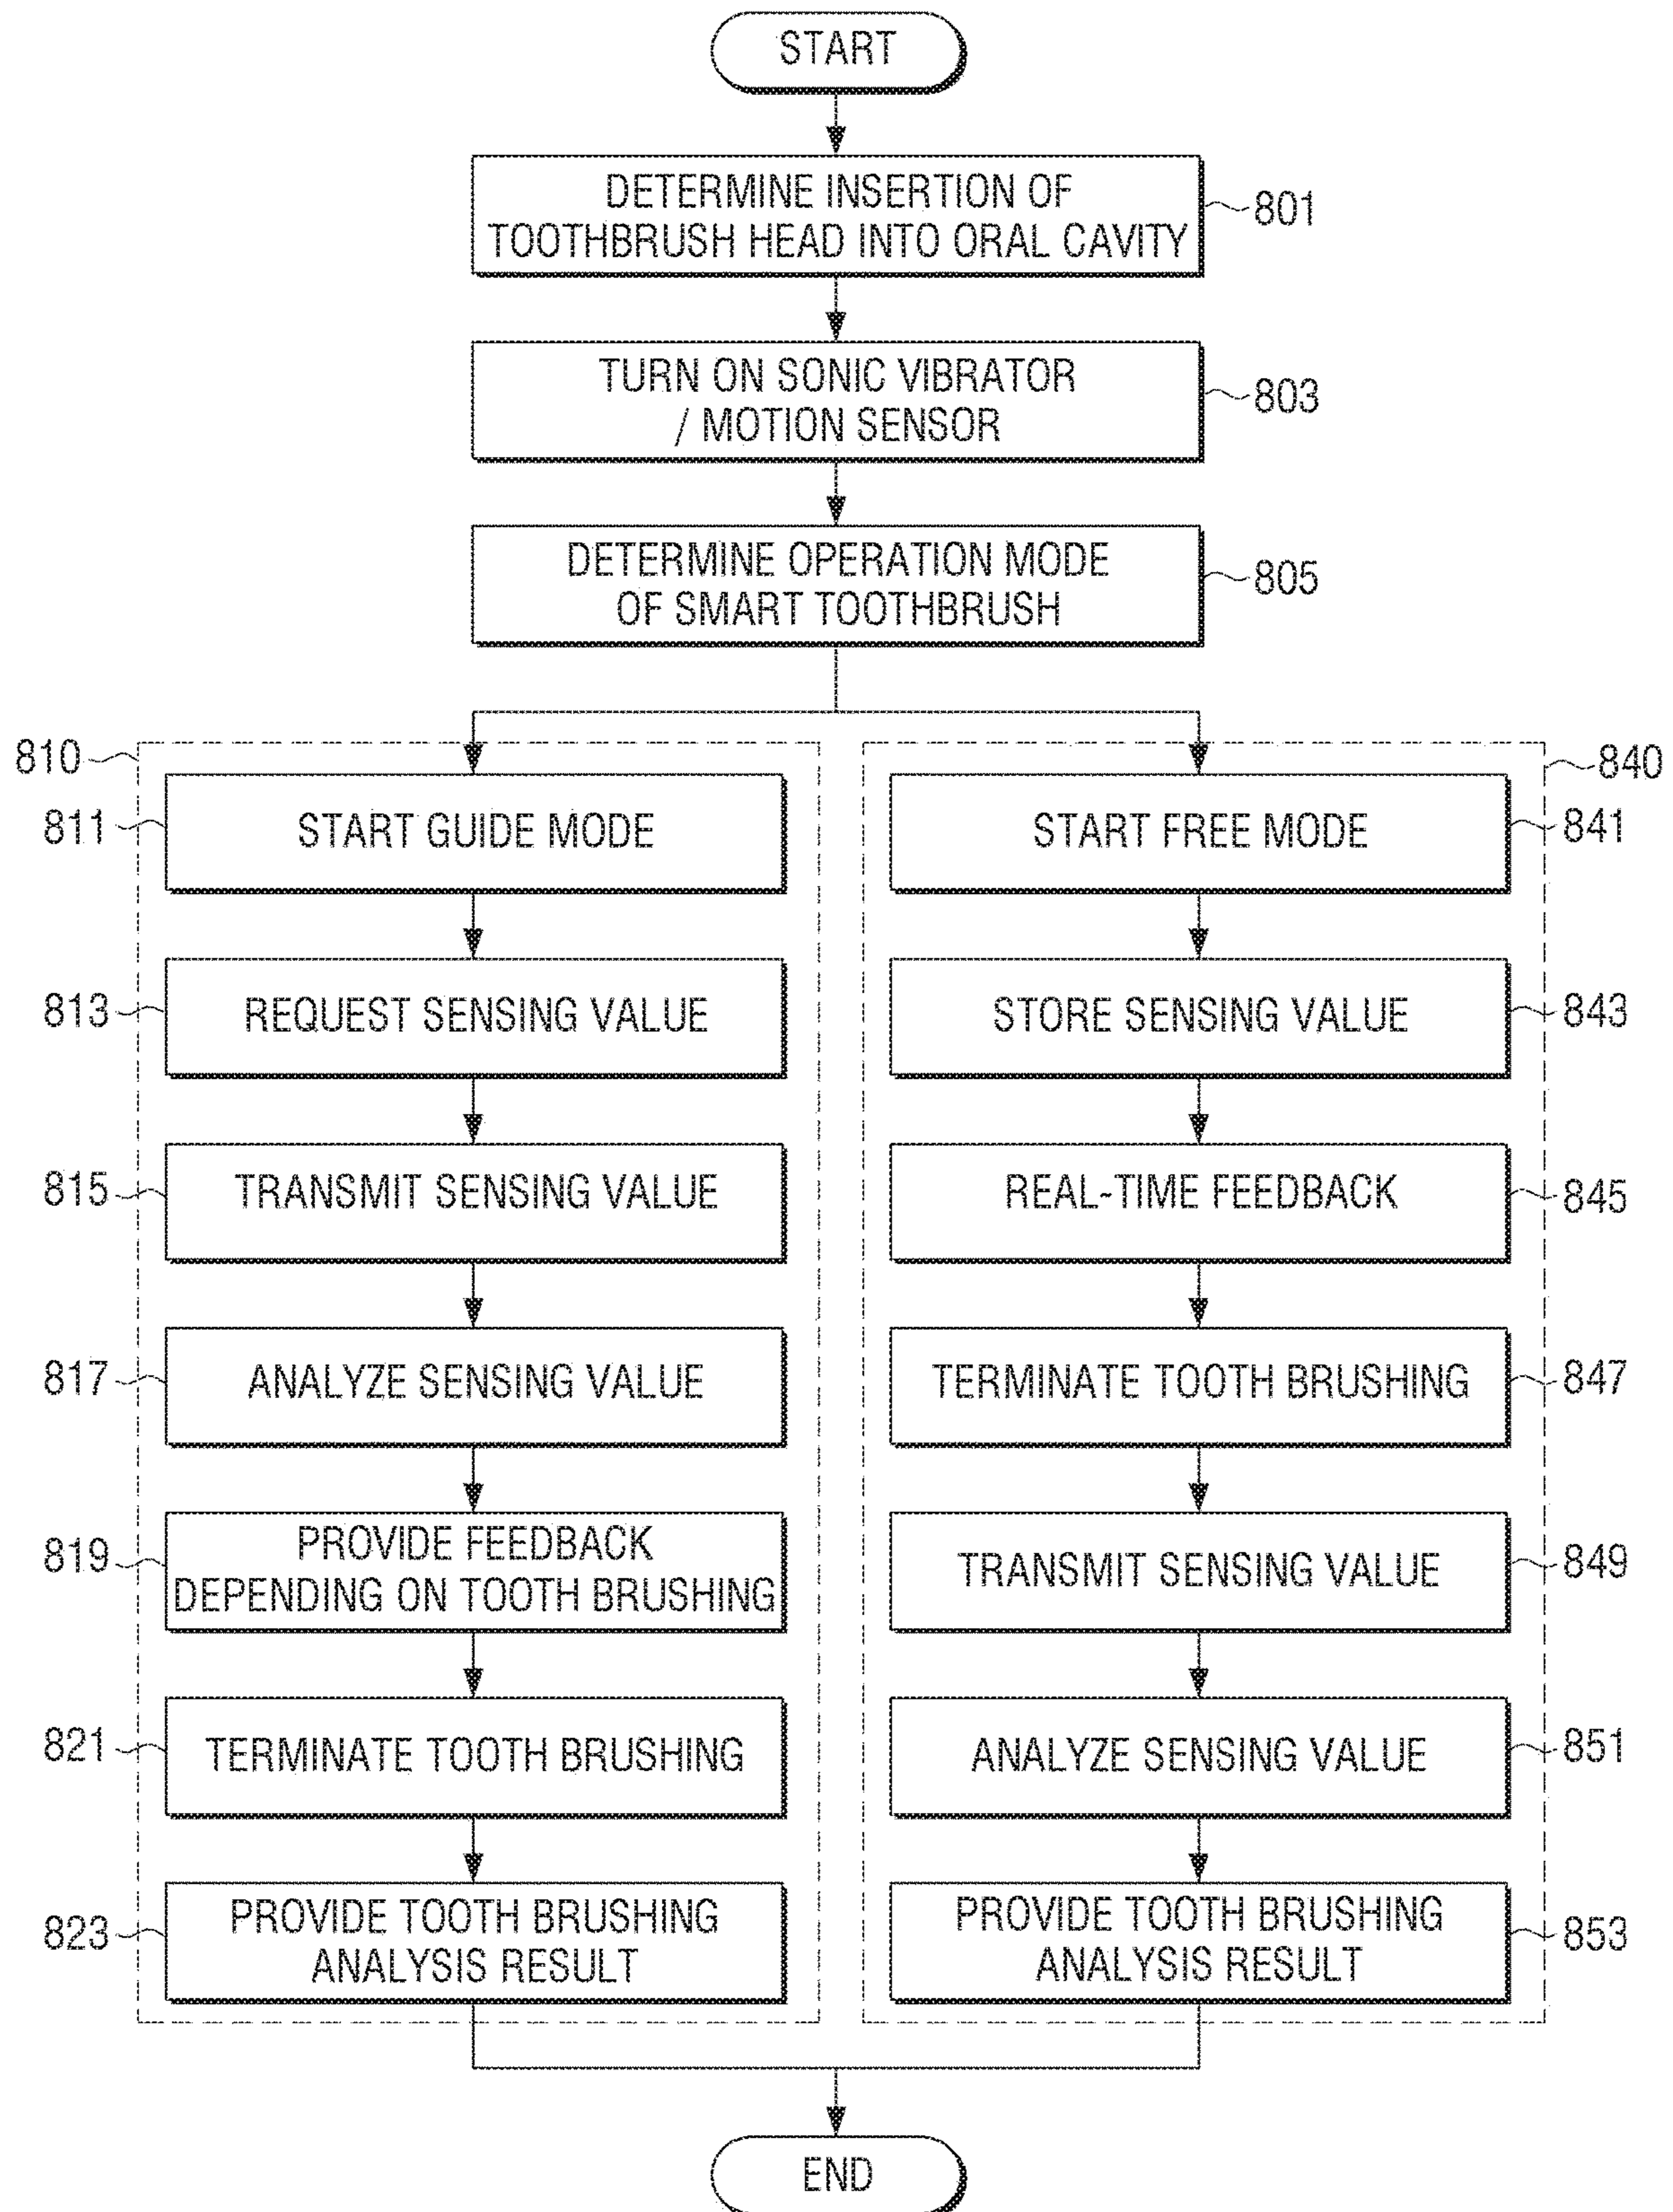 START
DETERMINE INSERTION OF
TOOTHBRUSH HEAD INTO ORAL CAVITY
801
TURN ON SONIC VIBRATOR
/ MOTION SENSOR
803
DETERMINE OPERATION MODE
OF SMART TOOTHBRUSH
805
810
811
START GUIDE MODE
813
REQUEST SENSING VALUE
815
TRANSMIT SENSING VALUE
817
ANALYZE SENSING VALUE
819
PROVIDE FEEDBACK
DEPENDING ON TOOTH BRUSHING
821
TERMINATE TOOTH BRUSHING
823
PROVIDE TOOTH BRUSHING
ANALYSIS RESULT
840
START FREE MODE
841
STORE SENSING VALUE
843
REAL-TIME FEEDBACK
845
TERMINATE TOOTH BRUSHING
847
TRANSMIT SENSING VALUE
849
ANALYZE SENSING VALUE
851
PROVIDE TOOTH BRUSHING
ANALYSIS RESULT
853
END